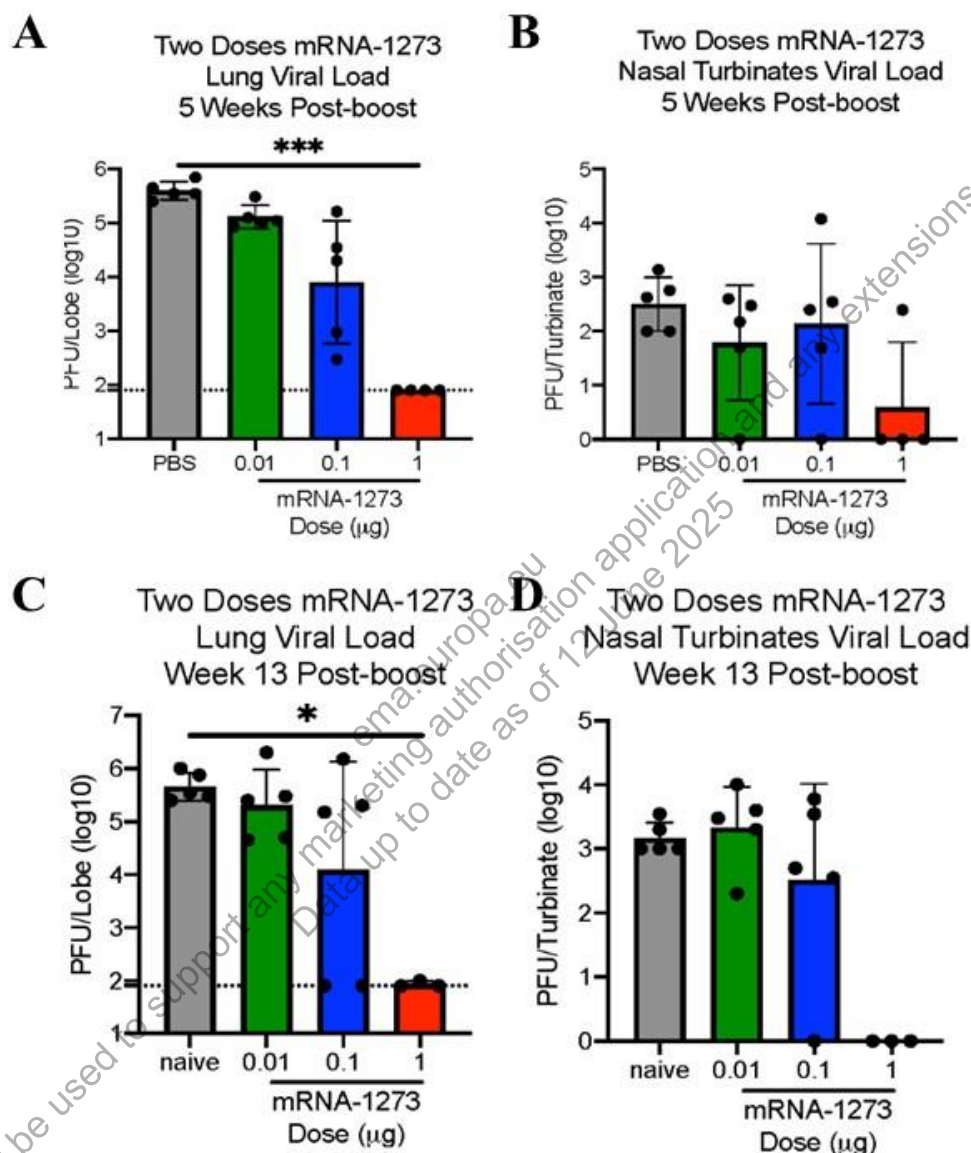 A
Two Doses mRNA-1273
Lung Viral Load
5 Weeks Post-boost
***
PFU/Lobe (log10)
6
5
4
3
2
1
PBS 0.01 0.1 1
mRNA-1273
Dose (μg)
B
Two Doses mRNA-1273
Nasal Turbinates Viral Load
5 Weeks Post-boost
PFU/Turbinate (log10)
5
4
3
2
1
0
PBS 0.01 0.1 1
mRNA-1273
Dose (μg)
C
Two Doses mRNA-1273
Lung Viral Load
Week 13 Post-boost
*
PFU/Lobe (log10)
7
6
5
4
3
2
1
naive 0.01 0.1 1
mRNA-1273
Dose (μg)
D
Two Doses mRNA-1273
Nasal Turbinates Viral Load
Week 13 Post-boost
PFU/Turbinate (log10)
5
4
3
2
1
0
naive 0.01 0.1 1
mRNA-1273
Dose (μg)
ema.europa.eu
be used to support any marketing authorisation application and any extensions
Data up to date as of 12 June 2025